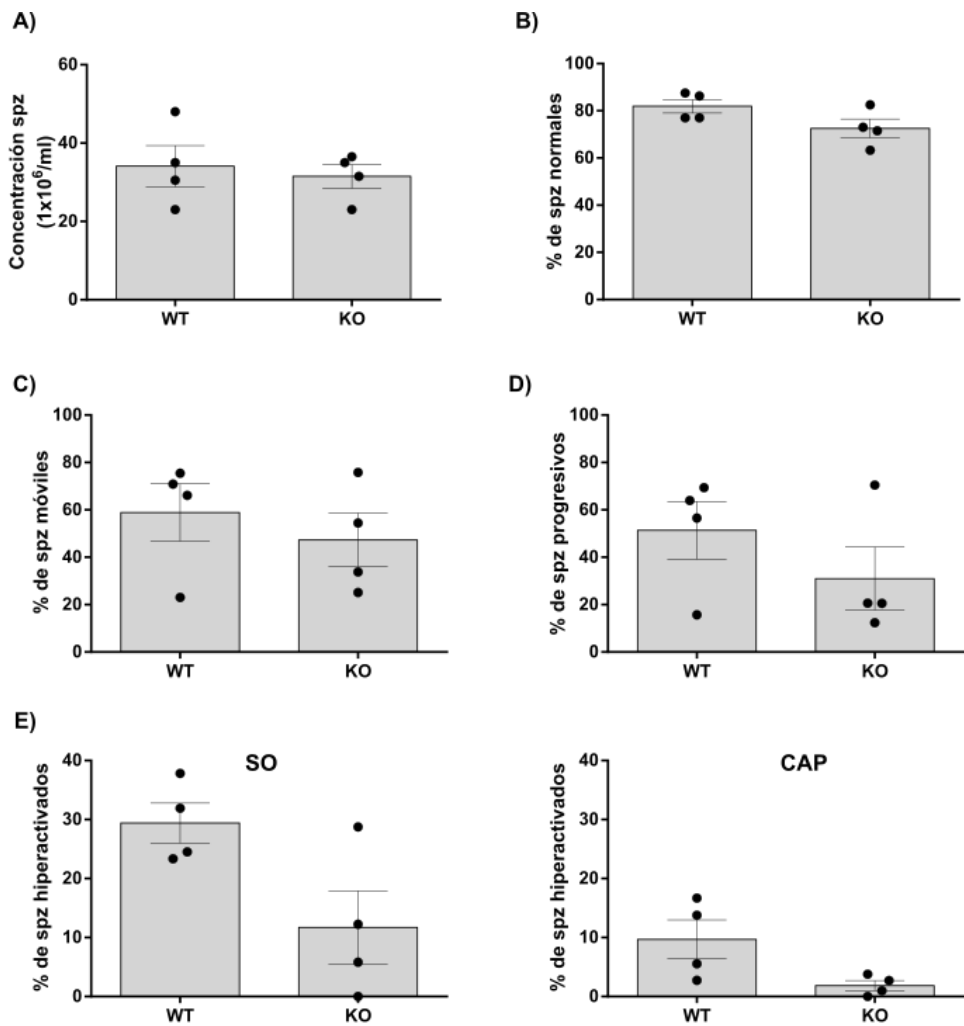 A)
Concentración spz
(1x10⁶/ml)
60
40
20
0
WT
KO
B)
% de spz normales
100
80
60
40
20
0
WT
KO
C)
% de spz móviles
100
80
60
40
20
0
WT
KO
D)
% de spz progresivos
100
80
60
40
20
0
WT
KO
E)
SO
% de spz hiperactivados
40
30
20
10
0
WT
KO
CAP
% de spz hiperactivados
40
30
20
10
0
WT
KO